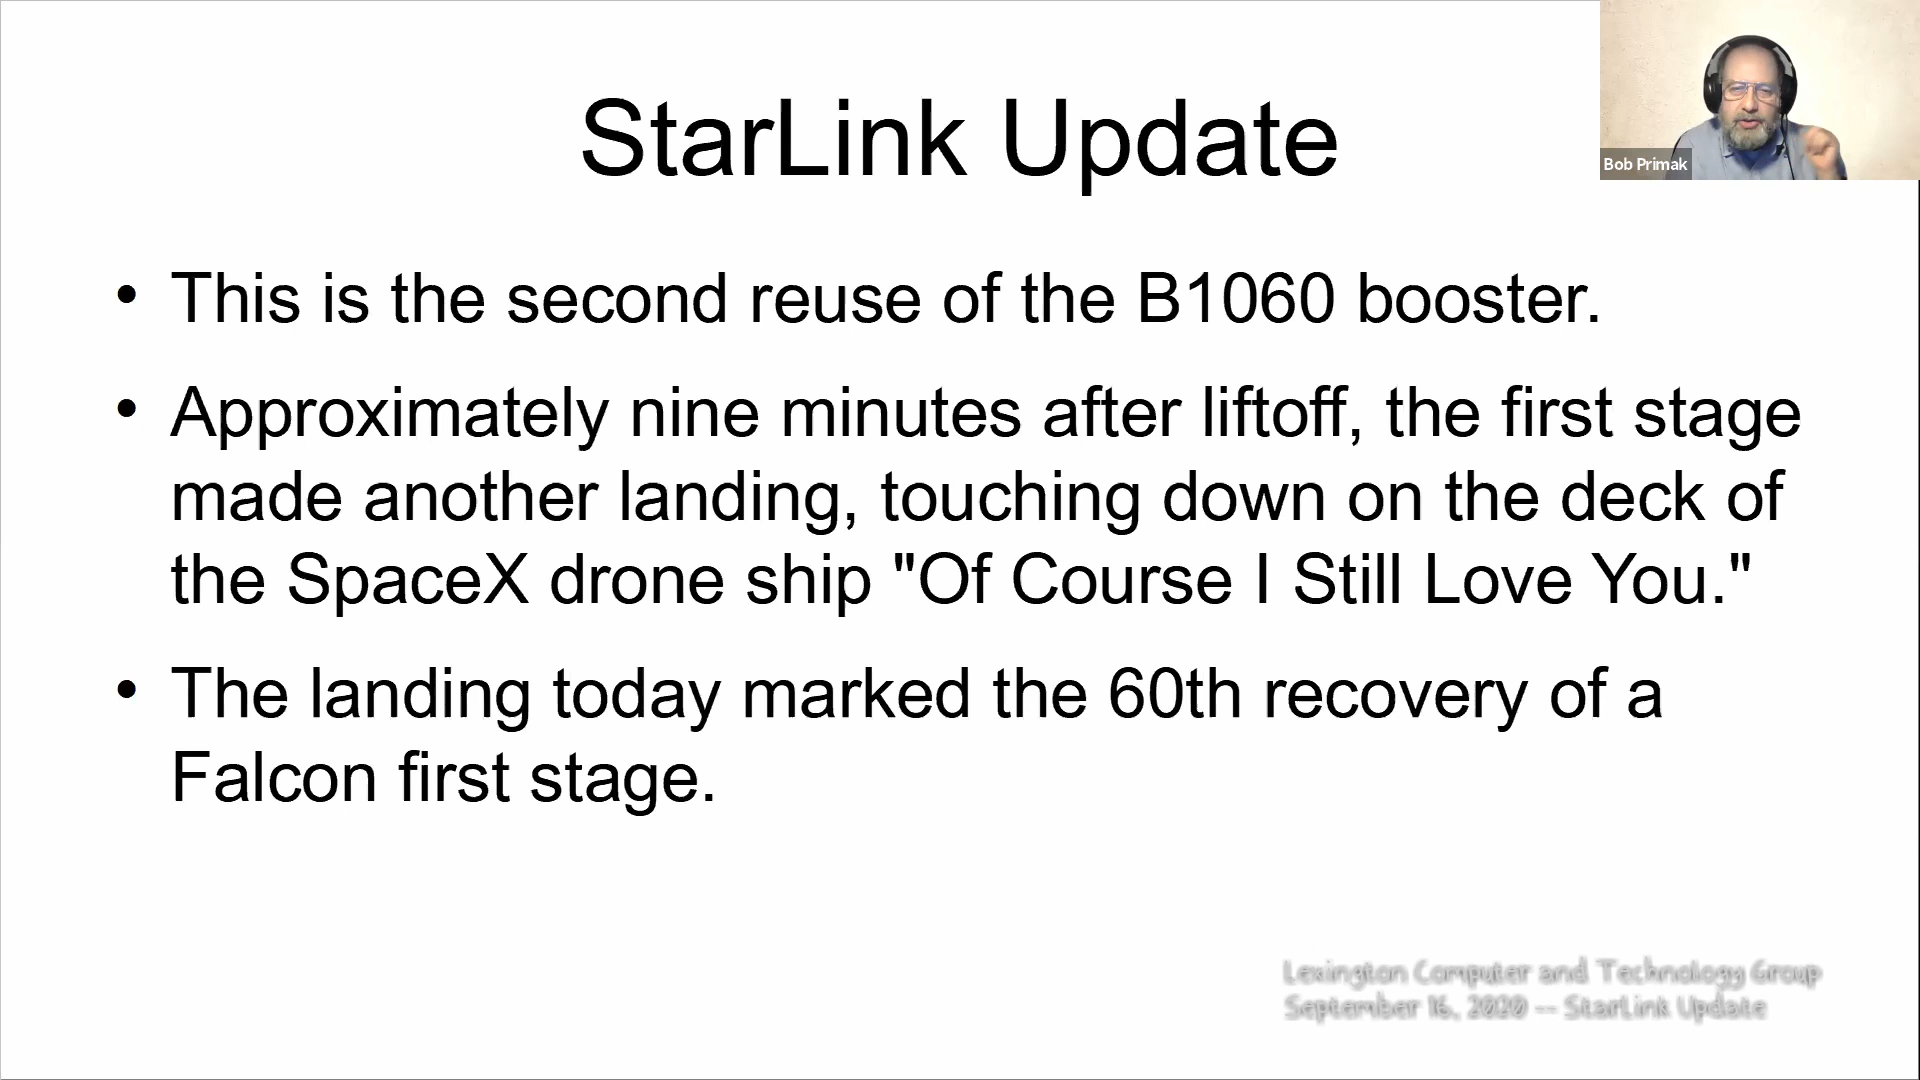 StarLink Update
Bob Primak
• This is the second reuse of the B1060 booster.
• Approximately nine minutes after liftoff, the first stage
made another landing, touching down on the deck of
the SpaceX drone ship "Of Course I Still Love You."
• The landing today marked the 60th recovery of a
Falcon first stage.
Lexington Computer and Technology Group
September 16, 2020 -- StarLink Update